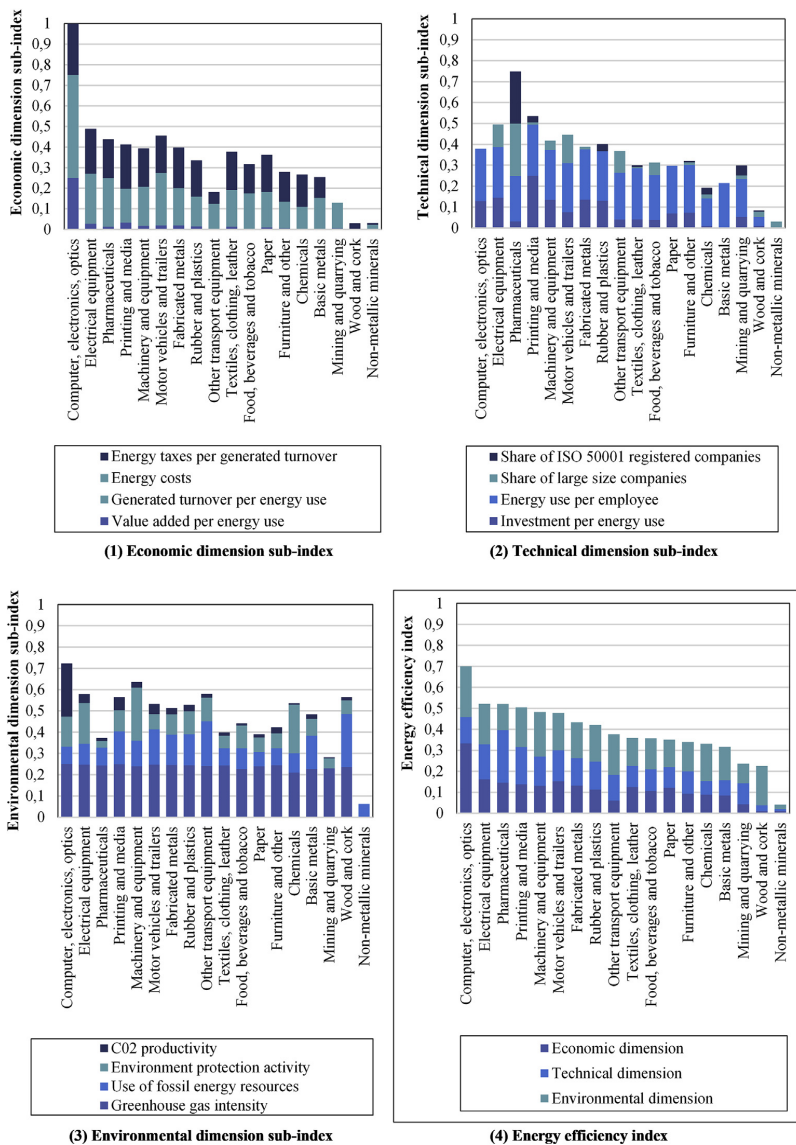 Economic dimension sub-index
1
0,9
0,8
0,7
0,6
0,5
0,4
0,3
0,2
0,1
0
Computer, electronics, optics
Electrical equipment
Pharmaceuticals
Printing and media
Machinery and equipment
Motor vehicles and trailers
Fabricated metals
Rubber and plastics
Other transport equipment
Textiles, clothing, leather
Food, beverages and tobacco
Paper
Furniture and other
Chemicals
Basic metals
Mining and quarrying
Wood and cork
Non-metallic minerals
Energy taxes per generated turnover
Energy costs
Generated turnover per energy use
Value added per energy use
(1) Economic dimension sub-index
Technical dimension sub-index
1
0,9
0,8
0,7
0,6
0,5
0,4
0,3
0,2
0,1
0
Computer, electronics, optics
Electrical equipment
Pharmaceuticals
Printing and media
Machinery and equipment
Motor vehicles and trailers
Fabricated metals
Rubber and plastics
Other transport equipment
Textiles, clothing, leather
Food, beverages and tobacco
Paper
Furniture and other
Chemicals
Basic metals
Mining and quarrying
Wood and cork
Non-metallic minerals
Share of ISO 50001 registered companies
Share of large size companies
Energy use per employee
Investment per energy use
(2) Technical dimension sub-index
Environmental dimension sub-index
1
0,9
0,8
0,7
0,6
0,5
0,4
0,3
0,2
0,1
0
Computer, electronics, optics
Electrical equipment
Pharmaceuticals
Printing and media
Machinery and equipment
Motor vehicles and trailers
Fabricated metals
Rubber and plastics
Other transport equipment
Textiles, clothing, leather
Food, beverages and tobacco
Paper
Furniture and other
Chemicals
Basic metals
Mining and quarrying
Wood and cork
Non-metallic minerals
C02 productivity
Environment protection activity
Use of fossil energy resources
Greenhouse gas intensity
(3) Environmental dimension sub-index
Energy efficiency index
1
0,9
0,8
0,7
0,6
0,5
0,4
0,3
0,2
0,1
0
Computer, electronics, optics
Electrical equipment
Pharmaceuticals
Printing and media
Machinery and equipment
Motor vehicles and trailers
Fabricated metals
Rubber and plastics
Other transport equipment
Textiles, clothing, leather
Food, beverages and tobacco
Paper
Furniture and other
Chemicals
Basic metals
Mining and quarrying
Wood and cork
Non-metallic minerals
Economic dimension
Technical dimension
Environmental dimension
(4) Energy efficiency index